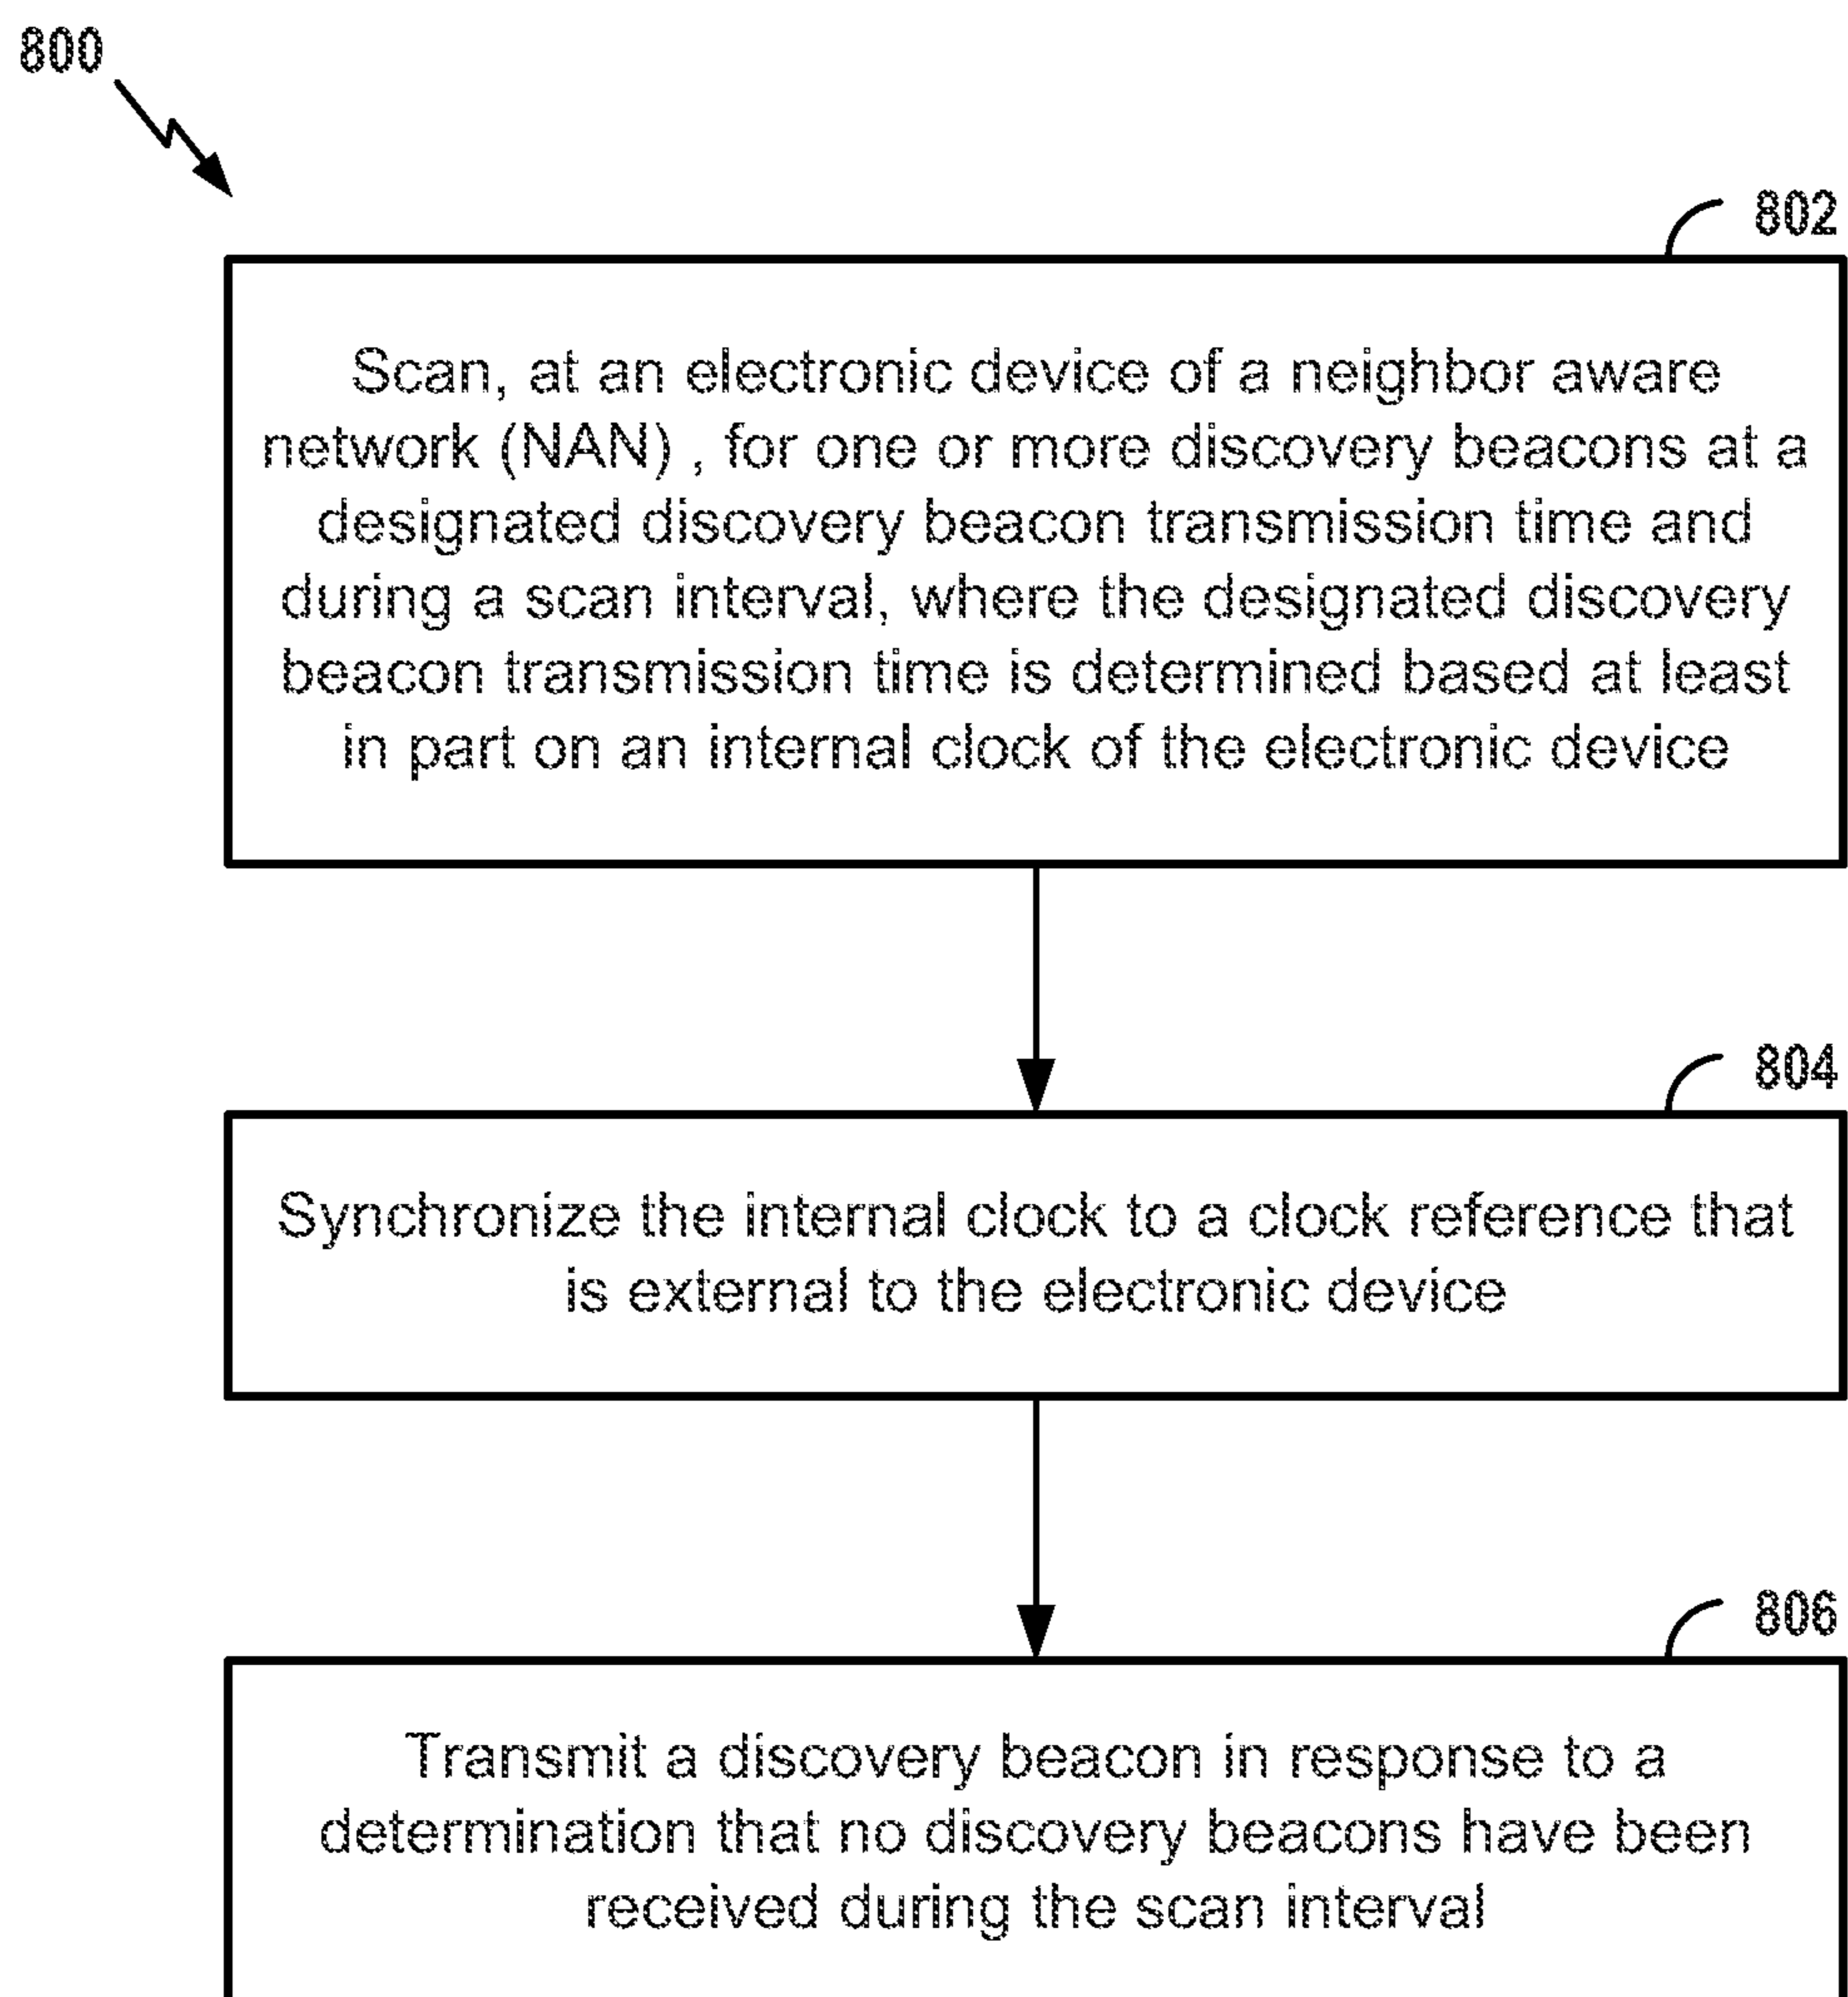 800
802
Scan, at an electronic device of a neighbor aware
network (NAN) , for one or more discovery beacons at a
designated discovery beacon transmission time and
during a scan interval, where the designated discovery
beacon transmission time is determined based at least
in part on an internal clock of the electronic device
804
Synchronize the internal clock to a clock reference that
is external to the electronic device
806
Transmit a discovery beacon in response to a
determination that no discovery beacons have been
received during the scan interval